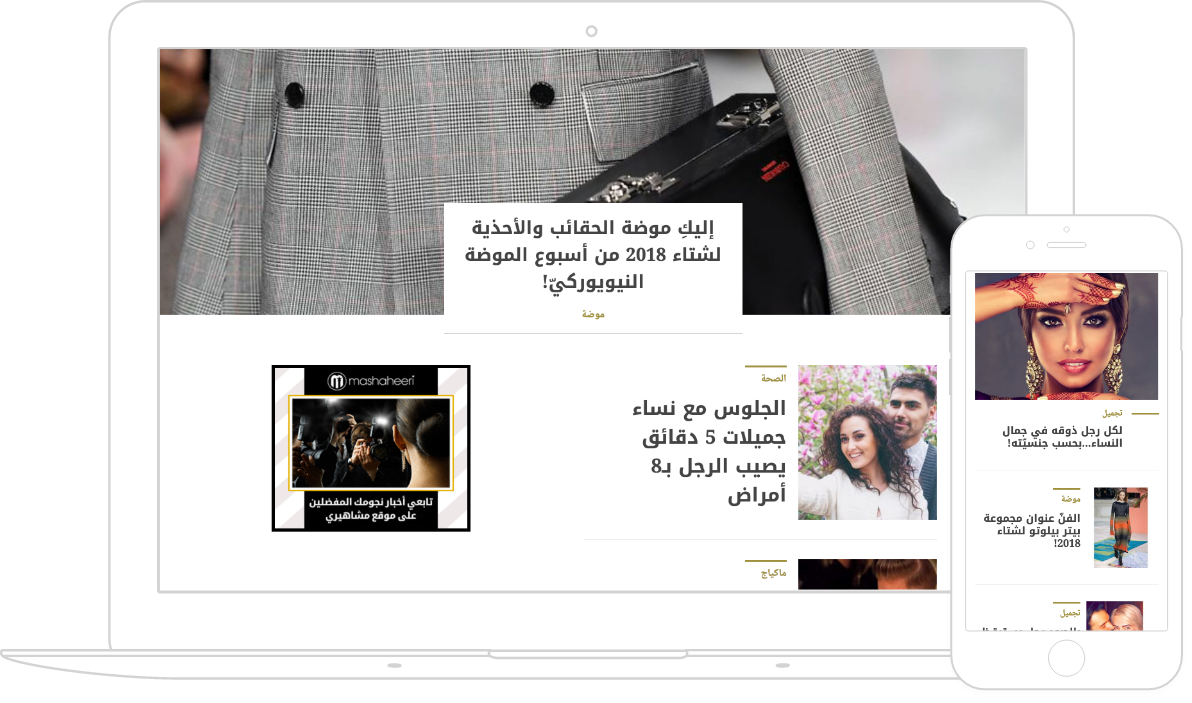 إليكِ موضة الحقائب والأحذية
لشتاء 2018 من أسبوع الموضة
النيويوركيّ!
موضة
الصحة
الجلوس مع نساء
جميلات 5 دقائق
يصيب الرجل بـ8
أمراض
mashaheeri
تابعي أخبار نجومك المفضلين
على موقع مشاهيري
ماكياج
تجميل
لكل رجل ذوقه في جمال
النساء...بحسب جنسيّته!
موضة
الفنّ عنوان مجموعة
بيتر بيلوتو لشتاء
2018!
تجميل